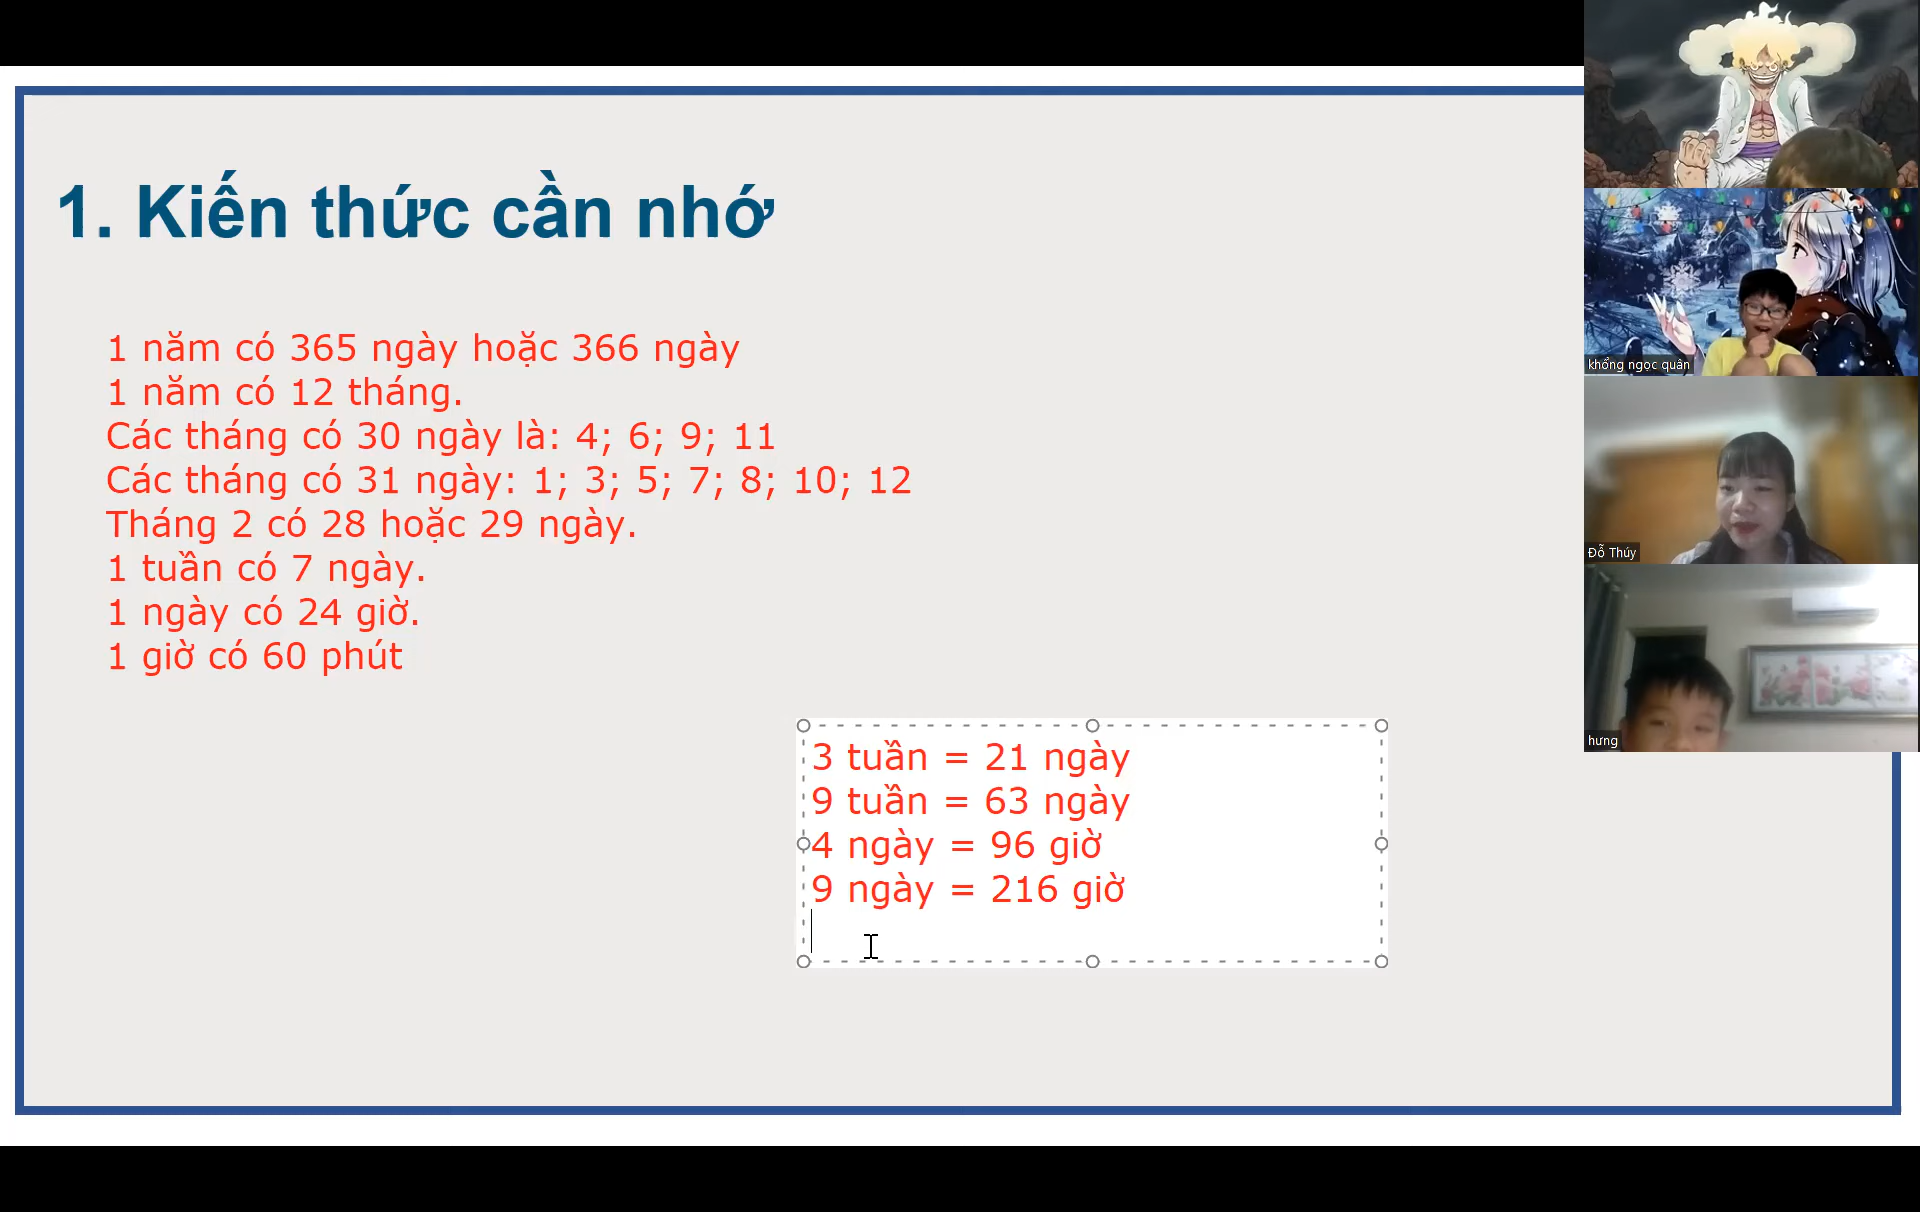 1. Kiến thức cần nhớ
1 năm có 365 ngày hoặc 366 ngày
1 năm có 12 tháng.
Các tháng có 30 ngày là: 4; 6; 9; 11
Các tháng có 31 ngày: 1; 3; 5; 7; 8; 10; 12
Tháng 2 có 28 hoặc 29 ngày.
1 tuần có 7 ngày.
1 ngày có 24 giờ.
1 giờ có 60 phút
3 tuần = 21 ngày
9 tuần = 63 ngày
4 ngày = 96 giờ
9 ngày = 216 giờ
khổng ngọc quân
Đỗ Thúy
hưng